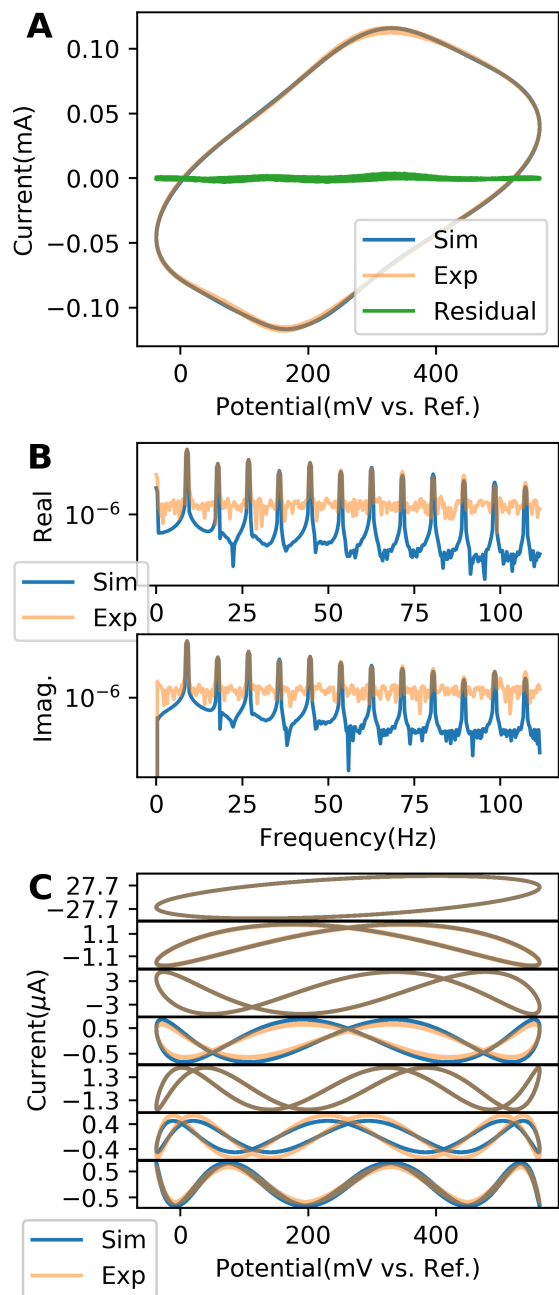 A
Current(mA)
0.10
0.05
0.00
−0.05
−0.10
Sim
Exp
Residual
0 200 400
Potential(mV vs. Ref.)
B
Real
10⁻⁶
Sim
Exp
0 25 50 75 100
Imag.
10⁻⁶
0 25 50 75 100
Frequency(Hz)
C
Current(μA)
27.7
−27.7
1.1
−1.1
3
−3
0.5
−0.5
1.3
−1.3
0.4
−0.4
0.5
−0.5
0 200 400
Potential(mV vs. Ref.)
Sim
Exp